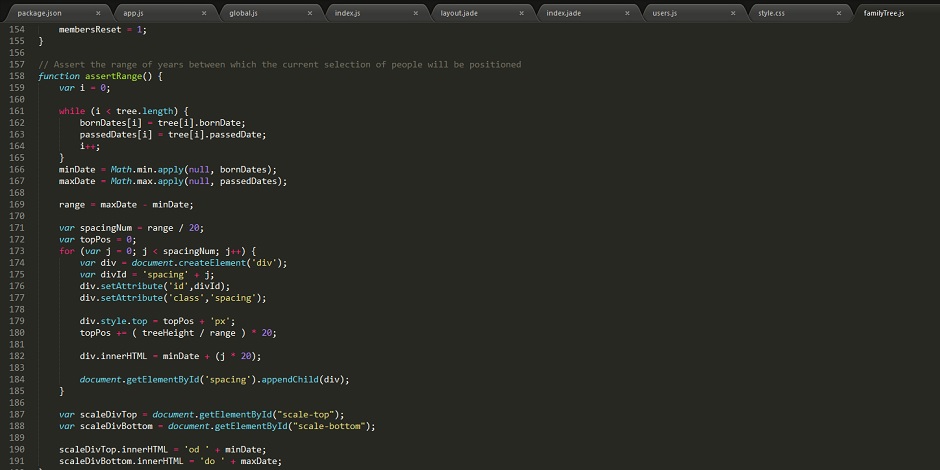 package.json × app.js × global.js × index.js × layout.jade × index.jade × users.js × style.css × familyTree.js
154 membersReset = 1;
155 }
156
157 // Assert the range of years between which the current selection of people will be positioned
158 function assertRange() {
159 var i = 0;
160
161 while (i < tree.length) {
162 bornDates[i] = tree[i].bornDate;
163 passedDates[i] = tree[i].passedDate;
164 i++;
165 }
166 minDate = Math.min.apply(null, bornDates);
167 maxDate = Math.max.apply(null, passedDates);
168
169 range = maxDate - minDate;
170
171 var spacingNum = range / 20;
172 var topPos = 0;
173 for (var j = 0; j < spacingNum; j++) {
174 var div = document.createElement('div');
175 var divId = 'spacing' + j;
176 div.setAttribute('id',divId);
177 div.setAttribute('class','spacing');
178
179 div.style.top = topPos + 'px';
180 topPos += ( treeHeight / range ) * 20;
181
182 div.innerHTML = minDate + (j * 20);
183
184 document.getElementById('spacing').appendChild(div);
185 }
186
187 var scaleDivTop = document.getElementById("scale-top");
188 var scaleDivBottom = document.getElementById("scale-bottom");
189
190 scaleDivTop.innerHTML = 'od ' + minDate;
191 scaleDivBottom.innerHTML = 'do ' + maxDate;